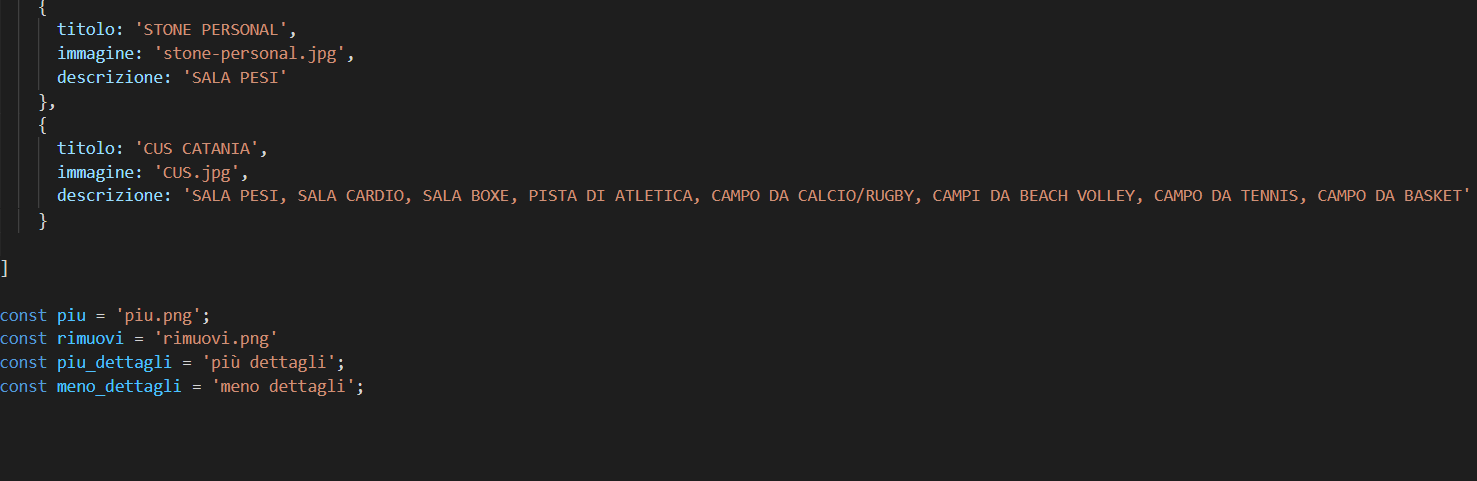 {
titolo: 'STONE PERSONAL',
immagine: 'stone-personal.jpg',
descrizione: 'SALA PESI'
},
{
titolo: 'CUS CATANIA',
immagine: 'CUS.jpg',
descrizione: 'SALA PESI, SALA CARDIO, SALA BOXE, PISTA DI ATLETICA, CAMPO DA CALCIO/RUGBY, CAMPI DA BEACH VOLLEY, CAMPO DA TENNIS, CAMPO DA BASKET'
}
]
const piu = 'piu.png';
const rimuovi = 'rimuovi.png'
const piu_dettagli = 'più dettagli';
const meno_dettagli = 'meno dettagli';